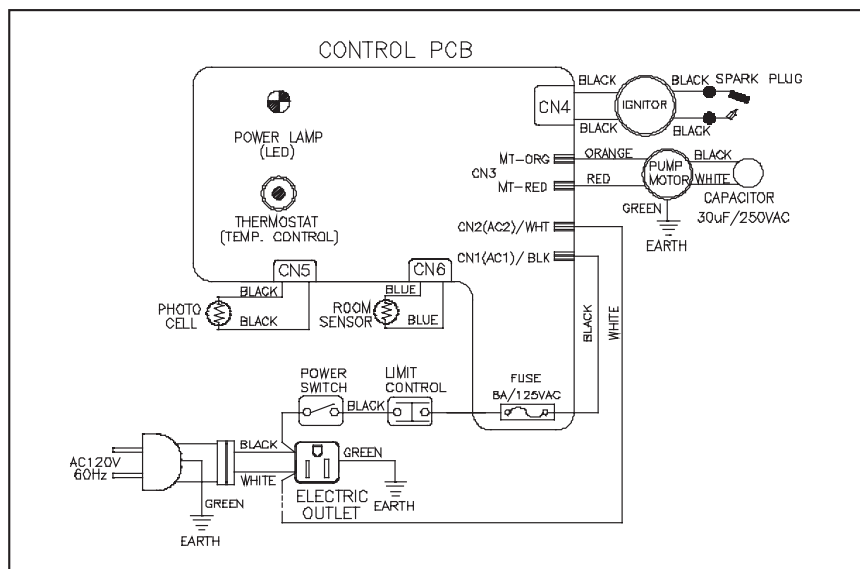 CONTROL PCB
POWER LAMP
(LED)
THERMOSTAT
(TEMP. CONTROL)
CN4
BLACK
BLACK
IGNITOR
BLACK
BLACK
SPARK PLUG
MT-ORG
CN3
MT-RED
ORANGE
RED
PUMP
MOTOR
BLACK
WHITE
CAPACITOR
30uF/250VAC
GREEN
EARTH
CN2(AC2)/WHT
CN1(AC1)/BLK
CN5
CN6
BLACK
BLACK
PHOTO
CELL
BLUE
BLUE
ROOM
SENSOR
BLACK
WHITE
POWER
SWITCH
BLACK
LIMIT
CONTROL
FUSE
8A/125VAC
AC120V
60Hz
BLACK
WHITE
GREEN
EARTH
ELECTRIC
OUTLET
GREEN
EARTH